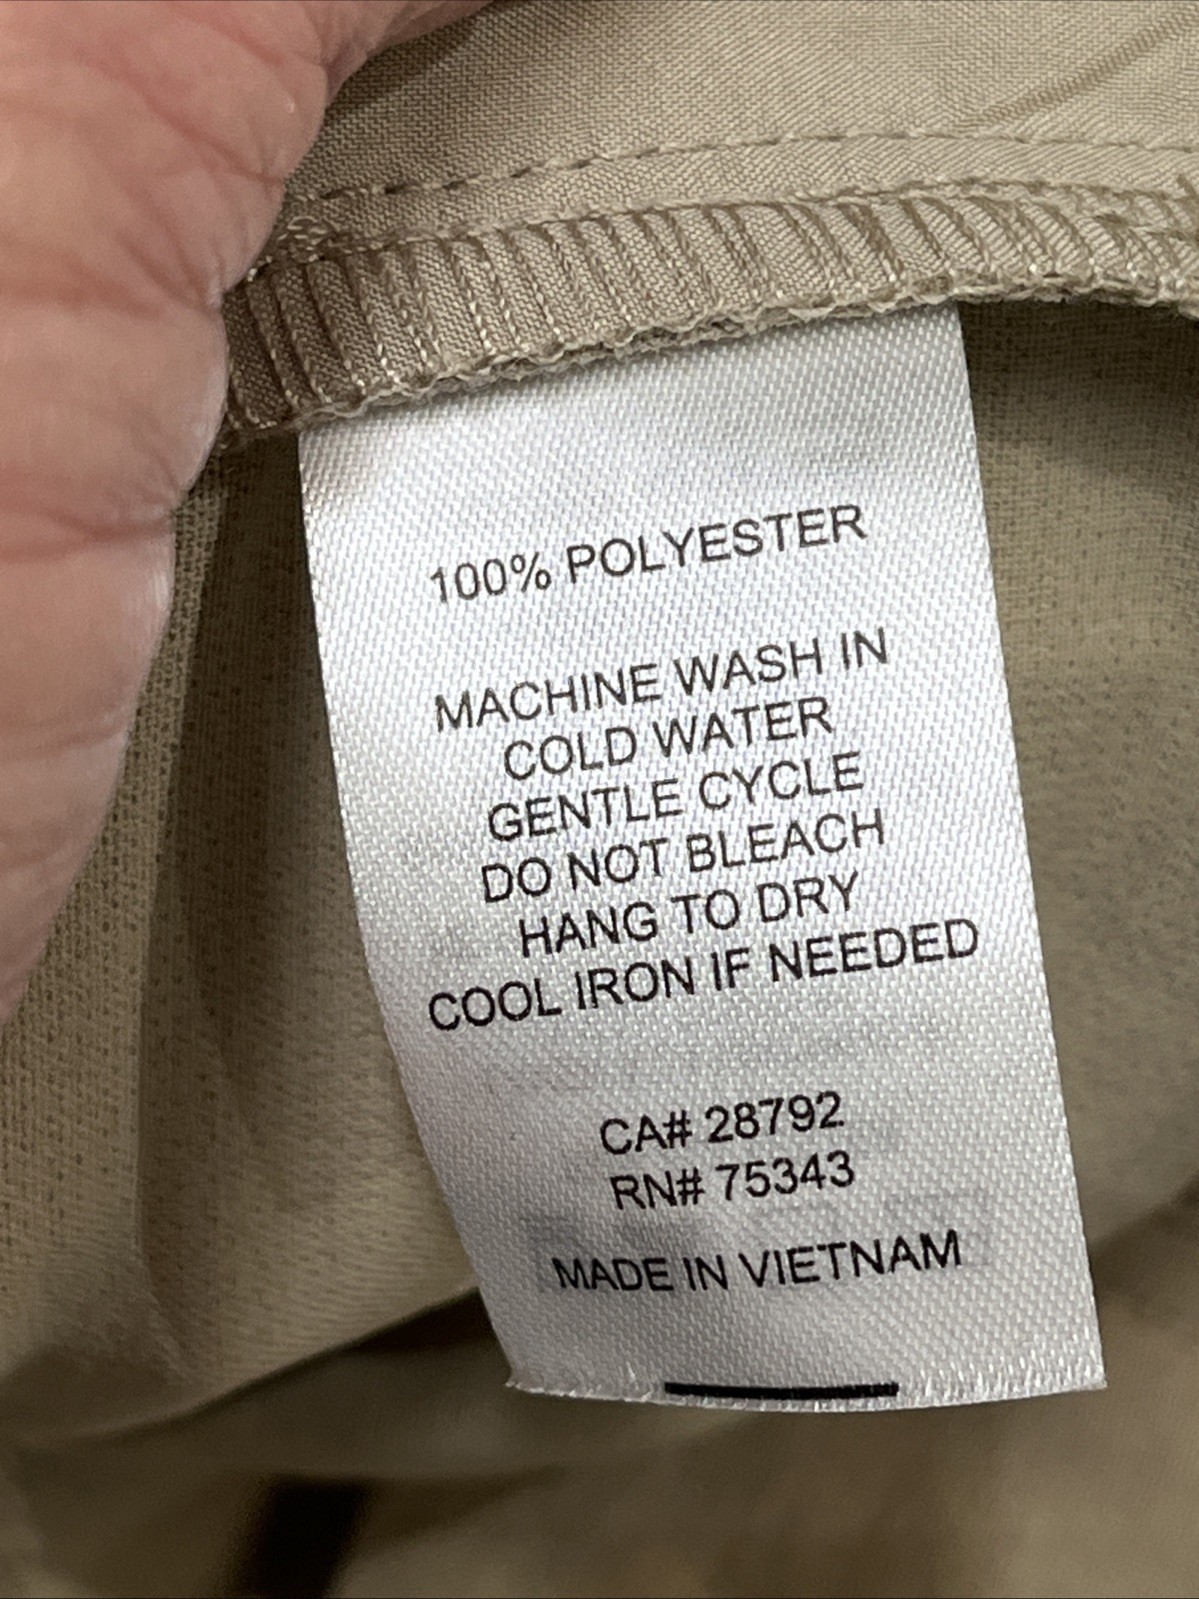 100% POLYESTER
MACHINE WASH IN
COLD WATER
GENTLE CYCLE
DO NOT BLEACH
HANG TO DRY
COOL IRON IF NEEDED
CA# 28792
RN# 75343
MADE IN VIETNAM